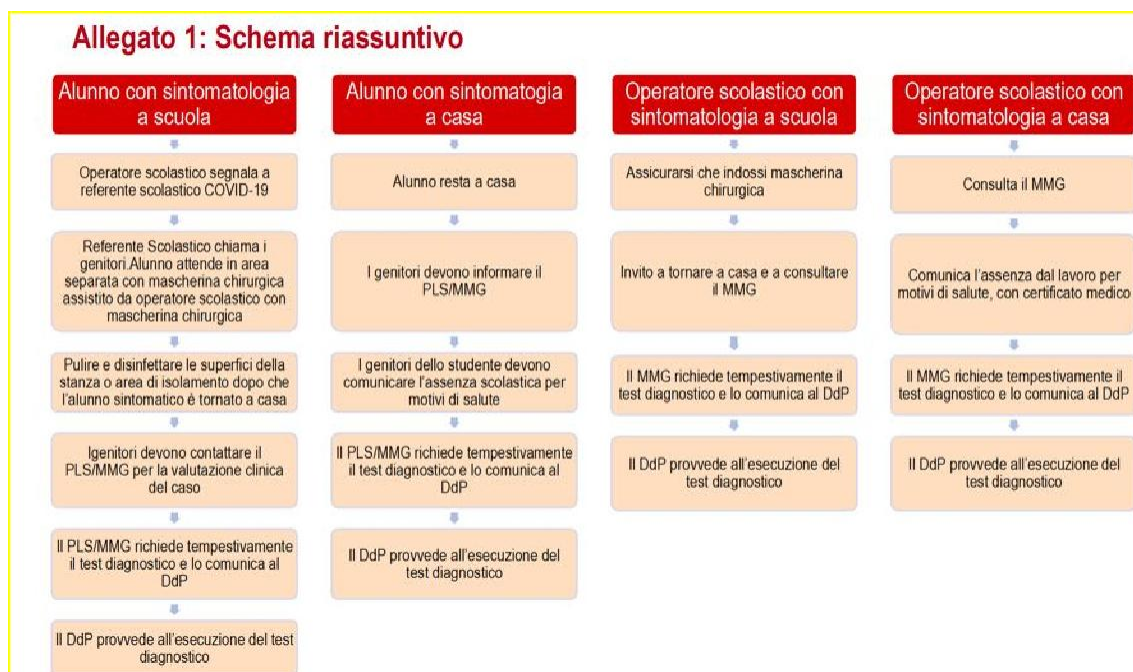 Allegato 1: Schema riassuntivo
Alunno con sintomatologia
a scuola
Operatore scolastico segnala a
referente scolastico COVID-19
Referente Scolastico chiama i
genitori.Alunno attende in area
separata con mascherina chirurgica
assistito da operatore scolastico con
mascherina chirurgica
Pulire e disinfettare le superfici della
stanza o area di isolamento dopo che
l'alunno sintomatico è tornato a casa
Igenitori devono contattare il
PLS/MMG per la valutazione clinica
del caso
Il PLS/MMG richiede tempestivamente
il test diagnostico e lo comunica al
DdP
Il DdP provvede all'esecuzione del test
diagnostico
Alunno con sintomatogia
a casa
Alunno resta a casa
I genitori devono informare il
PLS/MMG
I genitori dello studente devono
comunicare l'assenza scolastica per
motivi di salute
Il PLS/MMG richiede tempestivamente
il test diagnostico e lo comunica al
DdP
Il DdP provvede all'esecuzione del
test diagnostico
Operatore scolastico con
sintomatologia a scuola
Assicurarsi che indossi mascherina
chirurgica
Invito a tornare a casa e a consultare
il MMG
Il MMG richiede tempestivamente il
test diagnostico e lo comunica al DdP
Il DdP provvede all'esecuzione del
test diagnostico
Operatore scolastico con
sintomatologia a casa
Consulta il MMG
Comunica l'assenza dal lavoro per
motivi di salute, con certificato medico
Il MMG richiede tempestivamente il
test diagnostico e lo comunica al DdP
Il DdP provvede all'esecuzione del
test diagnostico